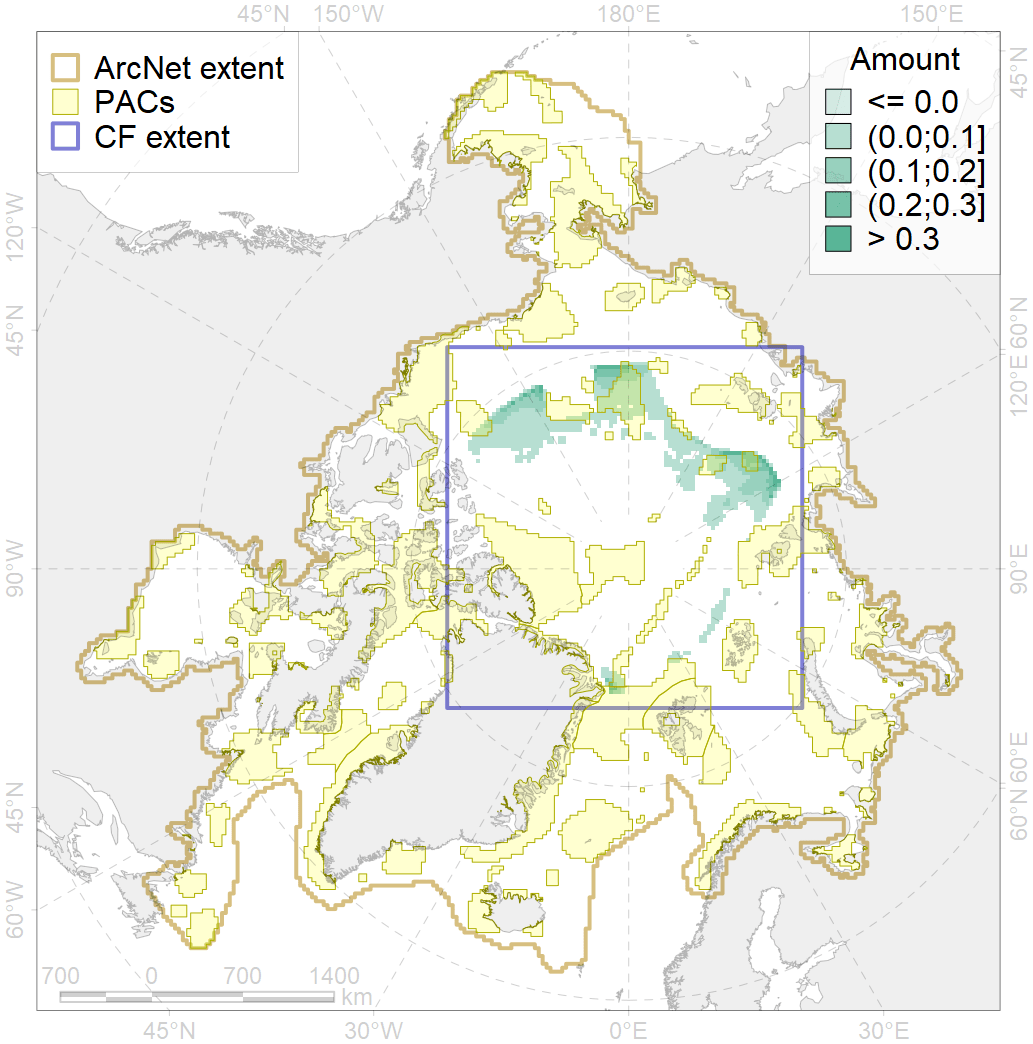 45°N 150°W 180°E 150°E
ArcNet extent
PACs
CF extent
Amount
<= 0.0
(0.0;0.1]
(0.1;0.2]
(0.2;0.3]
> 0.3
45°N
120°W
45°N
60°N
120°E
90°W
90°E
45°N
60°W
60°E
60°N
700 0 700 1400
km
45°N 30°W 0°E 30°E